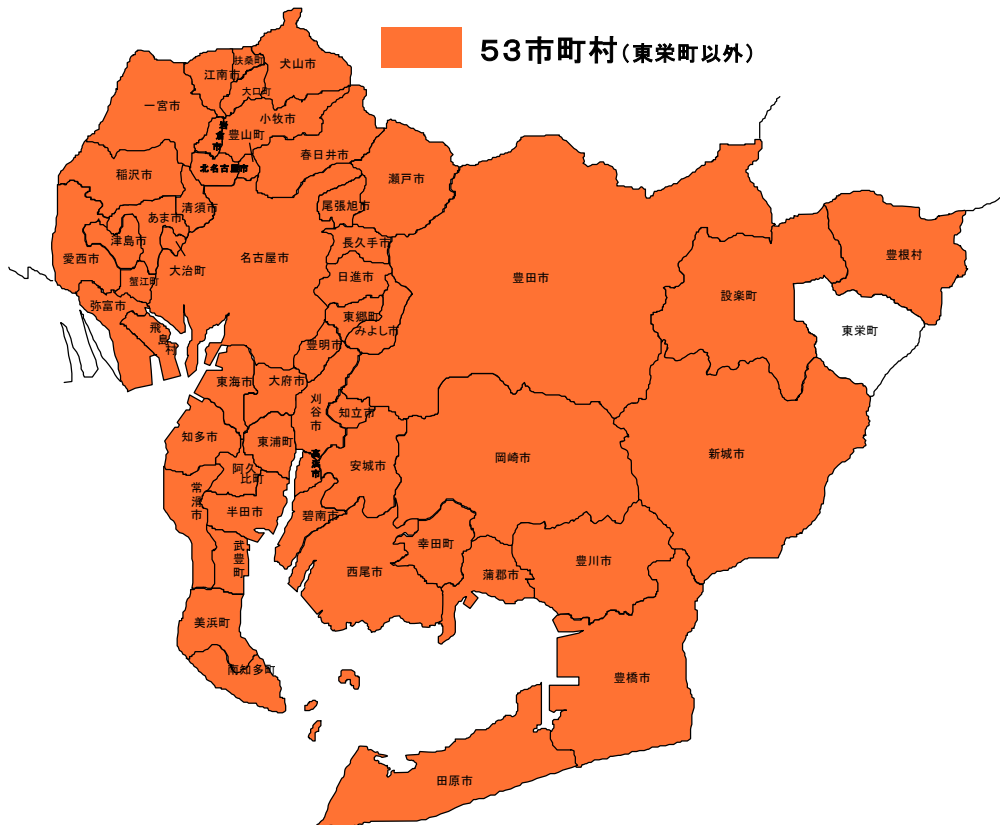 53市町村(東栄町以外)
扶桑町
犬山市
江南市
大口町
一宮市
小牧市
岩倉市
豊山町
春日井市
北名古屋市
稲沢市
瀬戸市
清須市
尾張旭市
あま市
津島市
長久手市
愛西市
名古屋市
大治町
日進市
豊田市
豊根村
蟹江町
設楽町
弥富市
東郷町
飛島村
みよし市
東栄町
豊明市
東海市
大府市
刈谷市
知立市
知多市
東浦町
岡崎市
新城市
高浜市
安城市
阿久比町
常滑市
半田市
碧南市
武豊町
幸田町
豊川市
西尾市
蒲郡市
美浜町
南知多町
豊橋市
田原市